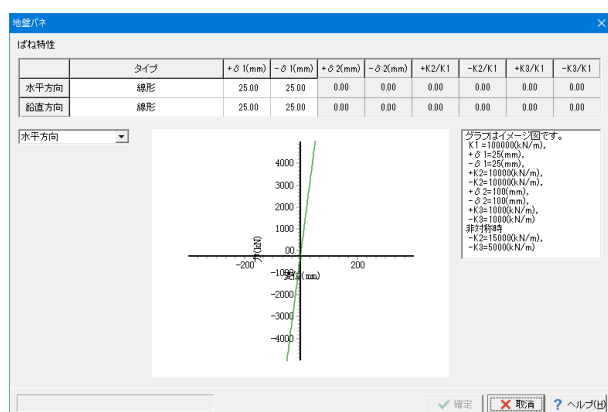 地盤バネ
ばね特性
タイプ +δ1(mm) -δ1(mm) +δ2(mm) -δ2(mm) +K2/K1 -K2/K1 +K3/K1 -K3/K1
水平方向 線形 25.00 25.00 0.00 0.00 0.00 0.00 0.00 0.00
鉛直方向 線形 25.00 25.00 0.00 0.00 0.00 0.00 0.00 0.00
水平方向
4000
3000
2000
1000
00
-200 200
-1000
-2000
-3000
-4000
力(kN)
変位(mm)
グラフはイメージ図です。
K1 =100000(kN/m),
+δ1=25(mm),
-δ1=25(mm),
+K2=10000(kN/m),
-K2=10000(kN/m),
+δ2=100(mm),
-δ2=100(mm),
+K3=1000(kN/m),
-K3=1000(kN/m)
非対称時
-K2=15000(kN/m),
-K3=5000(kN/m)
確定 取消 ? ヘルプ(H)